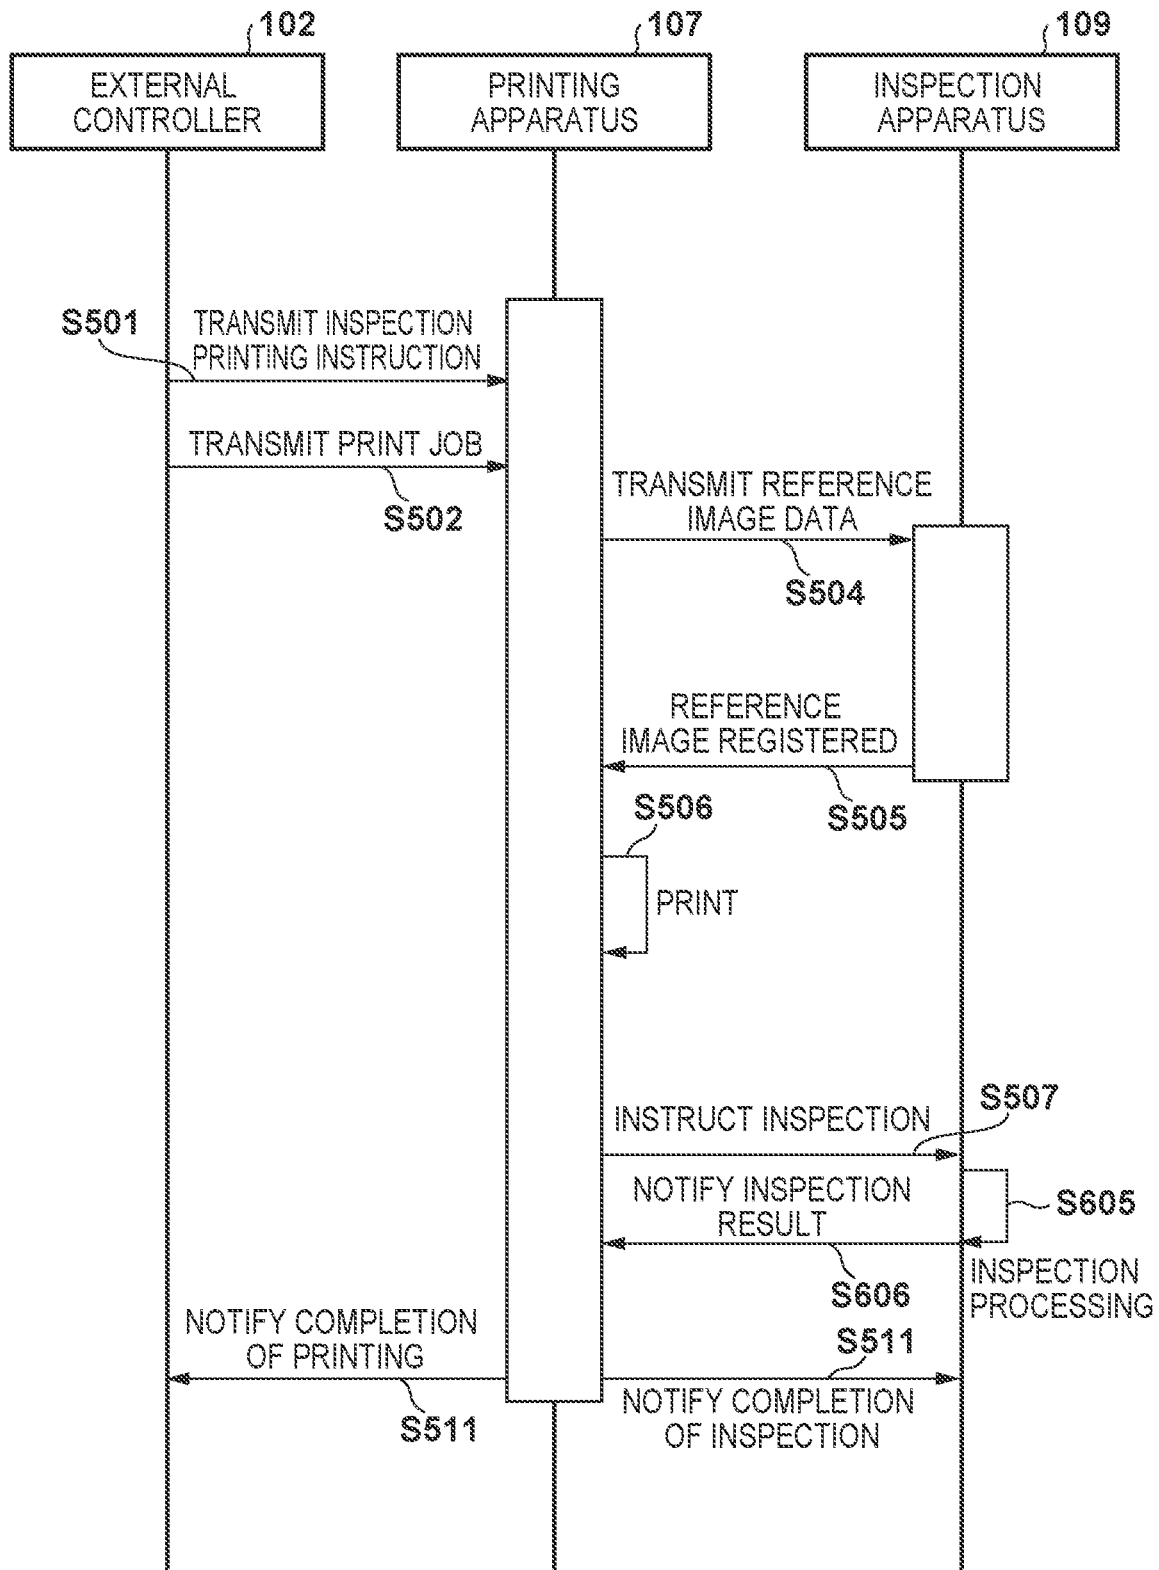 102
107
109
EXTERNAL
CONTROLLER
PRINTING
APPARATUS
INSPECTION
APPARATUS
S501
TRANSMIT INSPECTION
PRINTING INSTRUCTION
TRANSMIT PRINT JOB
S502
TRANSMIT REFERENCE
IMAGE DATA
S504
REFERENCE
IMAGE REGISTERED
S505
S506
PRINT
S507
INSTRUCT INSPECTION
NOTIFY INSPECTION
RESULT
S605
S606
INSPECTION
PROCESSING
NOTIFY COMPLETION
OF PRINTING
S511
S511
NOTIFY COMPLETION
OF INSPECTION